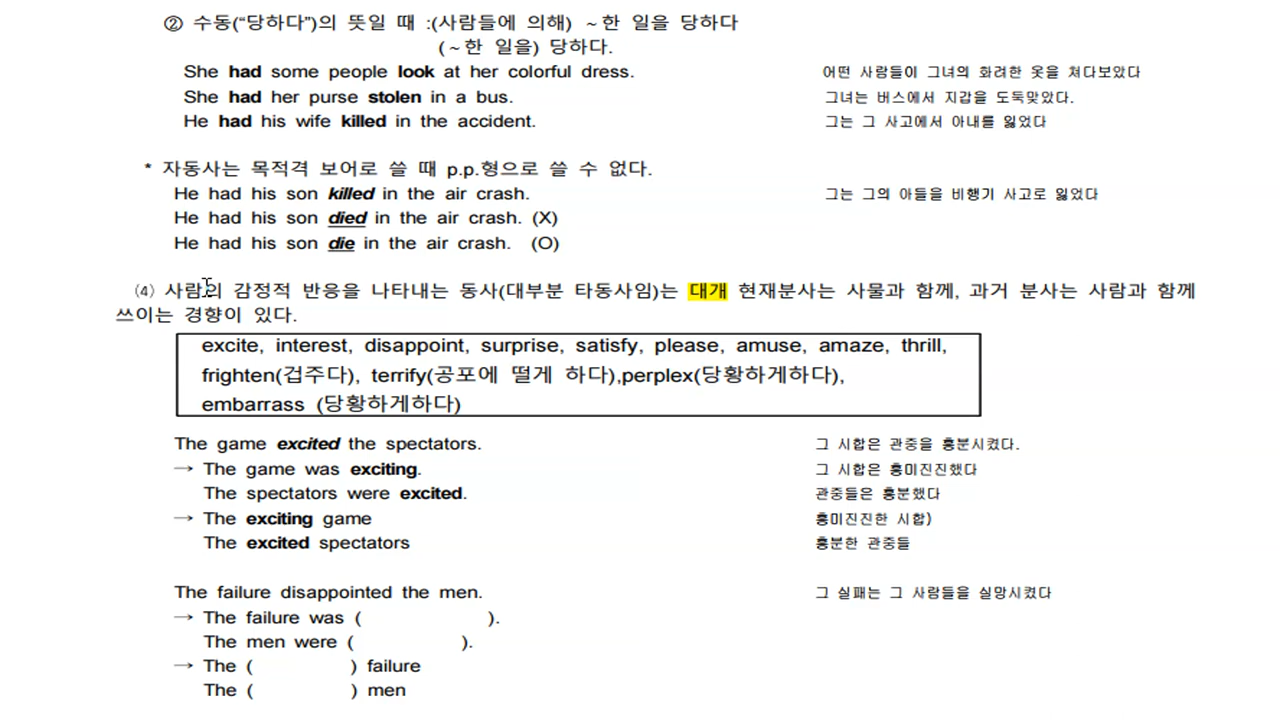 ② 수동(“당하다”)의 뜻일 때 :(사람들에 의해) ~한 일을 당하다
(~한 일을) 당하다.
She had some people look at her colorful dress. 어떤 사람들이 그녀의 화려한 옷을 쳐다보았다
She had her purse stolen in a bus. 그녀는 버스에서 지갑을 도둑맞았다.
He had his wife killed in the accident. 그는 그 사고에서 아내를 잃었다
* 자동사는 목적격 보어로 쓸 때 p.p.형으로 쓸 수 없다.
He had his son killed in the air crash. 그는 그의 아들을 비행기 사고로 잃었다
He had his son died in the air crash. (X)
He had his son die in the air crash. (O)
⑷ 사람의 감정적 반응을 나타내는 동사(대부분 타동사임)는 대개 현재분사는 사물과 함께, 과거 분사는 사람과 함께
쓰이는 경향이 있다.
excite, interest, disappoint, surprise, satisfy, please, amuse, amaze, thrill,
frighten(겁주다), terrify(공포에 떨게 하다),perplex(당황하게하다),
embarrass (당황하게하다)
The game excited the spectators. 그 시합은 관중을 흥분시켰다.
→ The game was exciting. 그 시합은 흥미진진했다
The spectators were excited. 관중들은 흥분했다
→ The exciting game 흥미진진한 시합)
The excited spectators 흥분한 관중들
The failure disappointed the men. 그 실패는 그 사람들을 실망시켰다
→ The failure was ( ).
The men were ( ).
→ The ( ) failure
The ( ) men